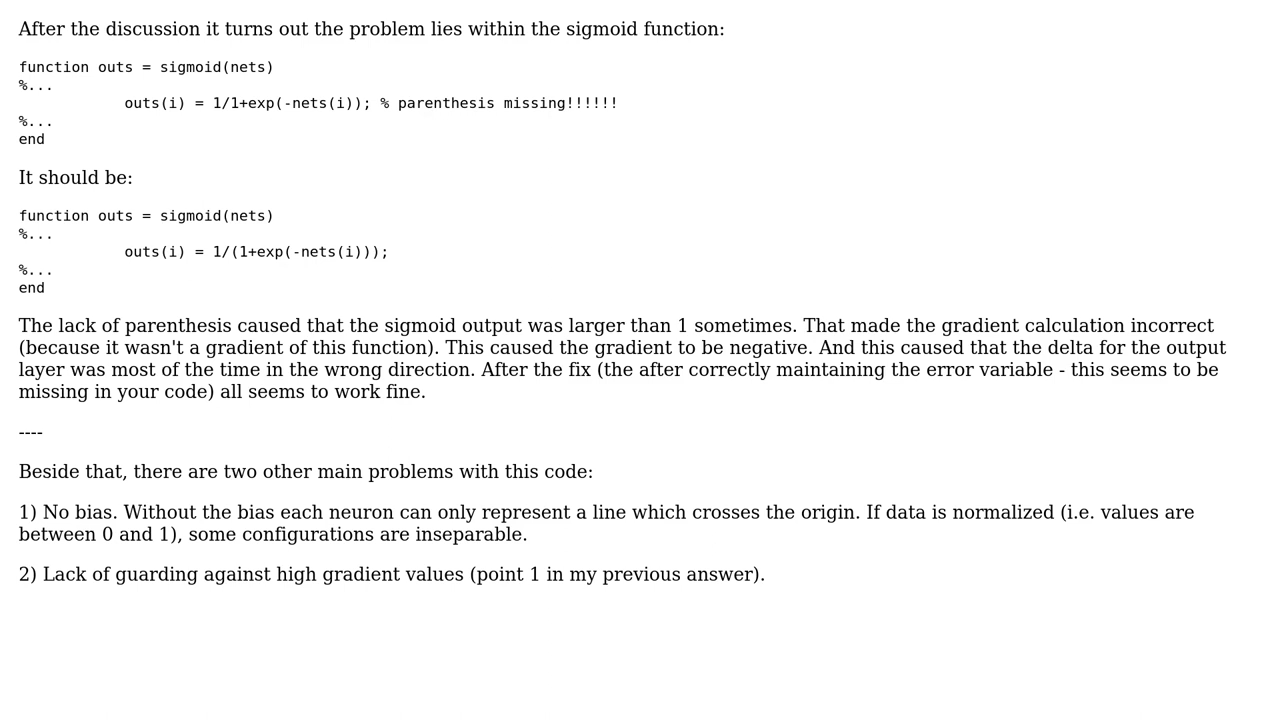 After the discussion it turns out the problem lies within the sigmoid function:
function outs = sigmoid(nets)
%...
            outs(i) = 1/1+exp(-nets(i)); % parenthesis missing!!!!!!
%...
end
It should be:
function outs = sigmoid(nets)
%...
            outs(i) = 1/(1+exp(-nets(i)));
%...
end
The lack of parenthesis caused that the sigmoid output was larger than 1 sometimes. That made the gradient calculation incorrect
(because it wasn't a gradient of this function). This caused the gradient to be negative. And this caused that the delta for the output
layer was most of the time in the wrong direction. After the fix (the after correctly maintaining the error variable - this seems to be
missing in your code) all seems to work fine.
----
Beside that, there are two other main problems with this code:
1) No bias. Without the bias each neuron can only represent a line which crosses the origin. If data is normalized (i.e. values are
between 0 and 1), some configurations are inseparable.
2) Lack of guarding against high gradient values (point 1 in my previous answer).